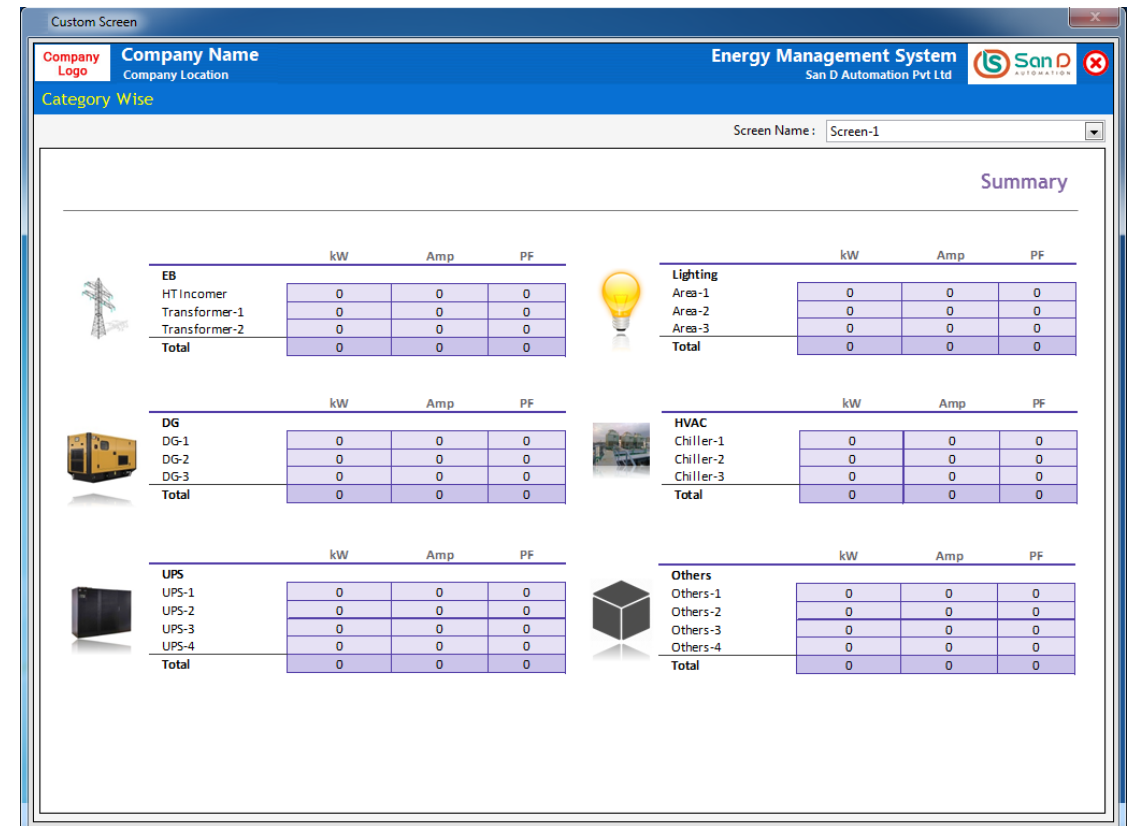 Custom Screen
Company Logo
Company Name
Company Location
Energy Management System
San D Automation Pvt Ltd
San D
AUTOMATION
Category Wise
Screen Name : Screen-1
Summary
kW Amp PF
EB
HT Incomer 0 0 0
Transformer-1 0 0 0
Transformer-2 0 0 0
Total 0 0 0
kW Amp PF
Lighting
Area-1 0 0 0
Area-2 0 0 0
Area-3 0 0 0
Total 0 0 0
kW Amp PF
DG
DG-1 0 0 0
DG-2 0 0 0
DG-3 0 0 0
Total 0 0 0
kW Amp PF
HVAC
Chiller-1 0 0 0
Chiller-2 0 0 0
Chiller-3 0 0 0
Total 0 0 0
kW Amp PF
UPS
UPS-1 0 0 0
UPS-2 0 0 0
UPS-3 0 0 0
UPS-4 0 0 0
Total 0 0 0
kW Amp PF
Others
Others-1 0 0 0
Others-2 0 0 0
Others-3 0 0 0
Others-4 0 0 0
Total 0 0 0